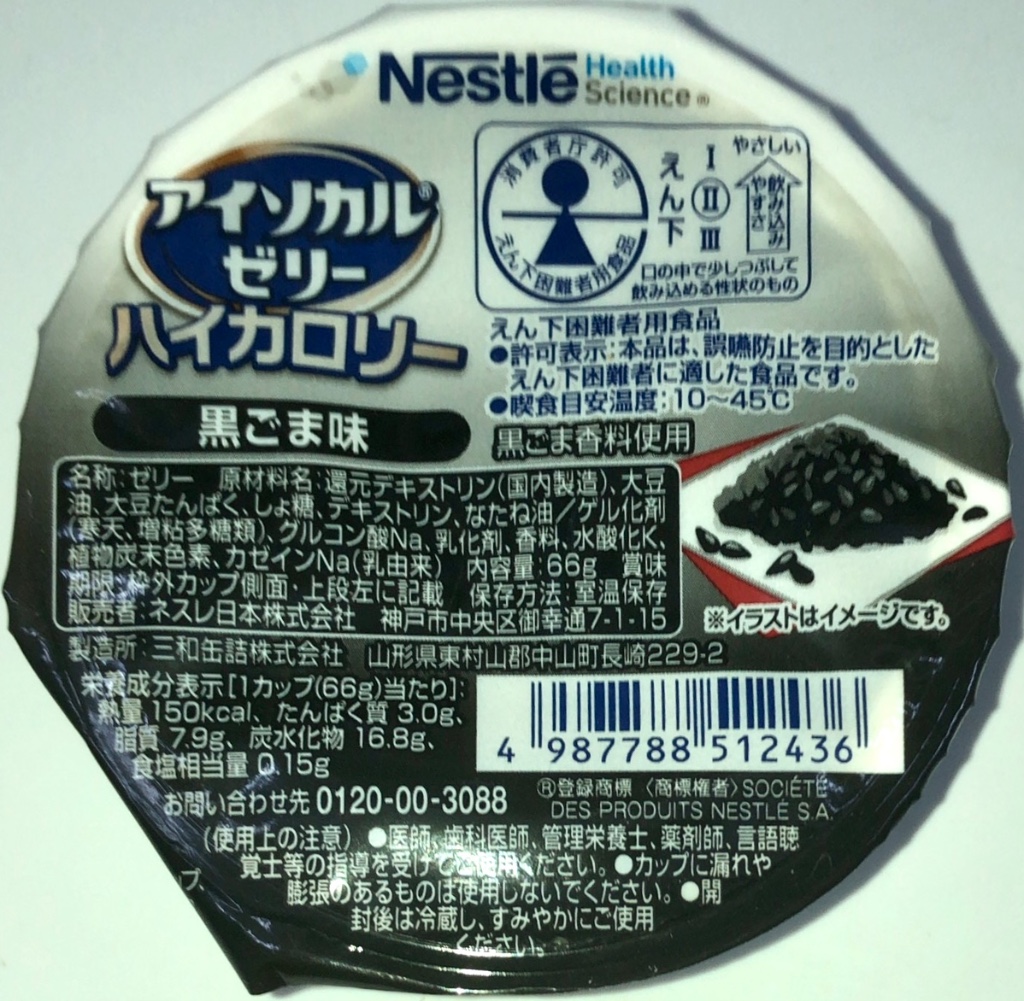 Nestlé Health Science®
アイソカル®
ゼリー
ハイカロリー
消費者庁許可
えん下困難者用食品
えん下
I
II
III
やさしい
飲み込みやすさ
口の中で少しつぶして
飲み込める性状のもの
えん下困難者用食品
●許可表示:本品は、誤嚥防止を目的とした
えん下困難者に適した食品です。
●喫食目安温度:10〜45℃
黒ごま味
黒ごま香料使用
名称:ゼリー 原材料名:還元デキストリン(国内製造)、大豆
油、大豆たんぱく、しょ糖、デキストリン、なたね油/ゲル化剤
(寒天、増粘多糖類)、グルコン酸Na、乳化剤、香料、水酸化K、
植物炭末色素、カゼインNa(乳由来) 内容量:66g 賞味
期限:枠外カップ側面・上段左に記載 保存方法:室温保存
販売者:ネスレ日本株式会社 神戸市中央区御幸通7-1-15
※イラストはイメージです。
製造所:三和缶詰株式会社 山形県東村山郡中山町長崎229-2
栄養成分表示[1カップ(66g)当たり]:
熱量 150kcal、たんぱく質 3.0g、
脂質 7.9g、炭水化物 16.8g、
食塩相当量 0.15g
4 987788 512436
お問い合わせ先 0120-00-3088
®登録商標 〈商標権者〉SOCIÉTÉ
DES PRODUITS NESTLÉ S.A.
(使用上の注意) ●医師、歯科医師、管理栄養士、薬剤師、言語聴
覚士等の指導を受けてご使用ください。●カップに漏れや
膨張のあるものは使用しないでください。●開
封後は冷蔵し、すみやかにご使用
ください。